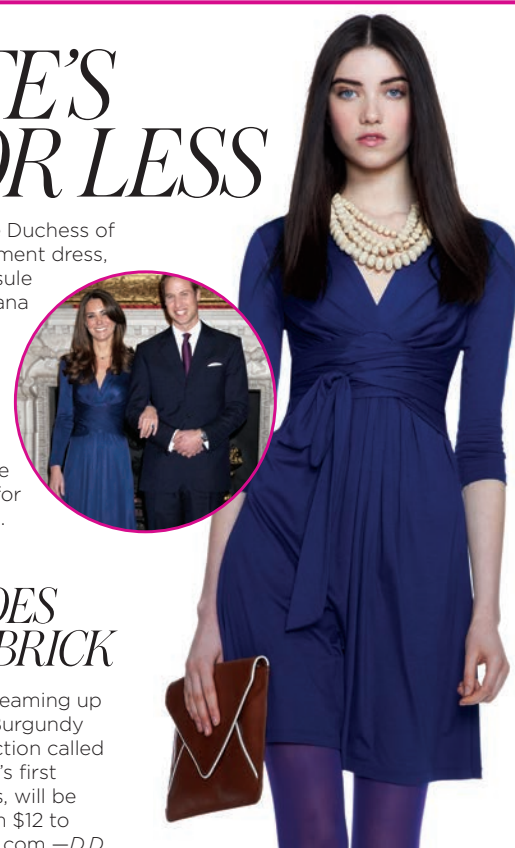 TE'S
OR LESS
Duchess of
ment dress,
sule
ana
e
for
.
DES
BRICK
eaming up
Burgundy
ction called
's first
s, will be
n $12 to
.com —D.D.